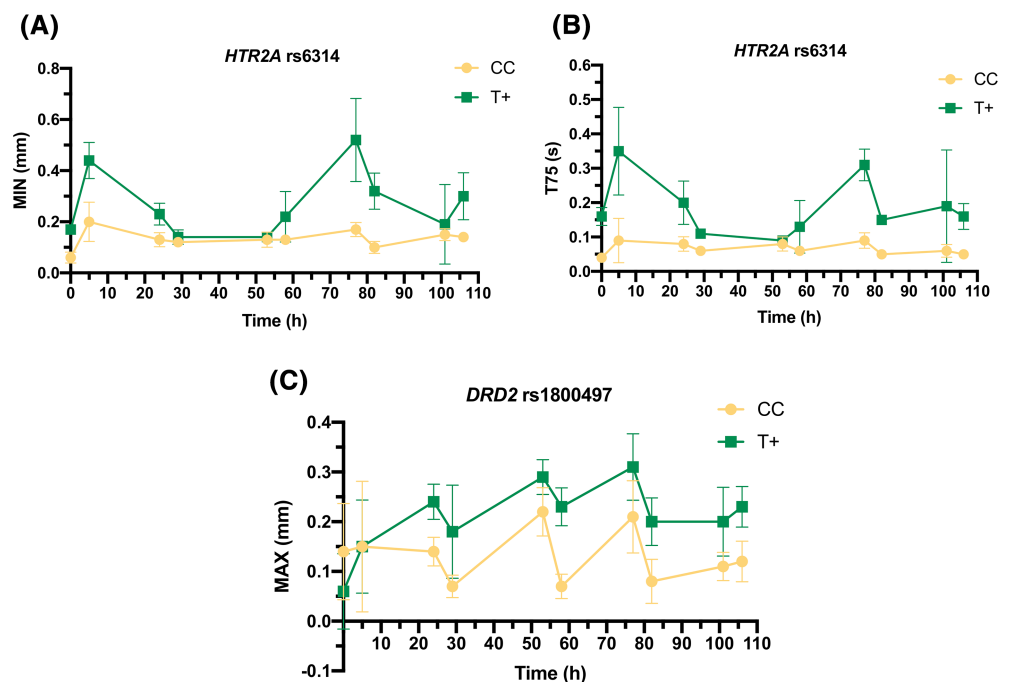 (A)
HTR2A rs6314
CC
T+
MIN (mm)
0.8
0.6
0.4
0.2
0.0
0 10 20 30 40 50 60 70 80 90 100 110
Time (h)
(B)
HTR2A rs6314
CC
T+
T75 (s)
0.6
0.5
0.4
0.3
0.2
0.1
0.0
0 10 20 30 40 50 60 70 80 90 100 110
Time (h)
(C)
DRD2 rs1800497
CC
T+
MAX (mm)
0.4
0.3
0.2
0.1
0.0
-0.1
10 20 30 40 50 60 70 80 90 100 110
Time (h)